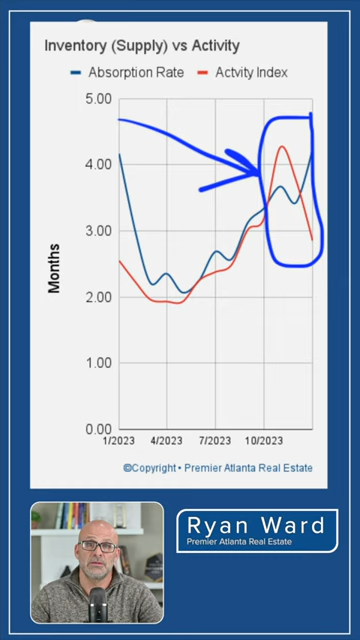 Inventory (Supply) vs Activity
Absorption Rate
Actvity Index
5.00
4.00
3.00
2.00
1.00
0.00
Months
1/2023
4/2023
7/2023
10/2023
©Copyright • Premier Atlanta Real Estate
Ryan Ward
Premier Atlanta Real Estate